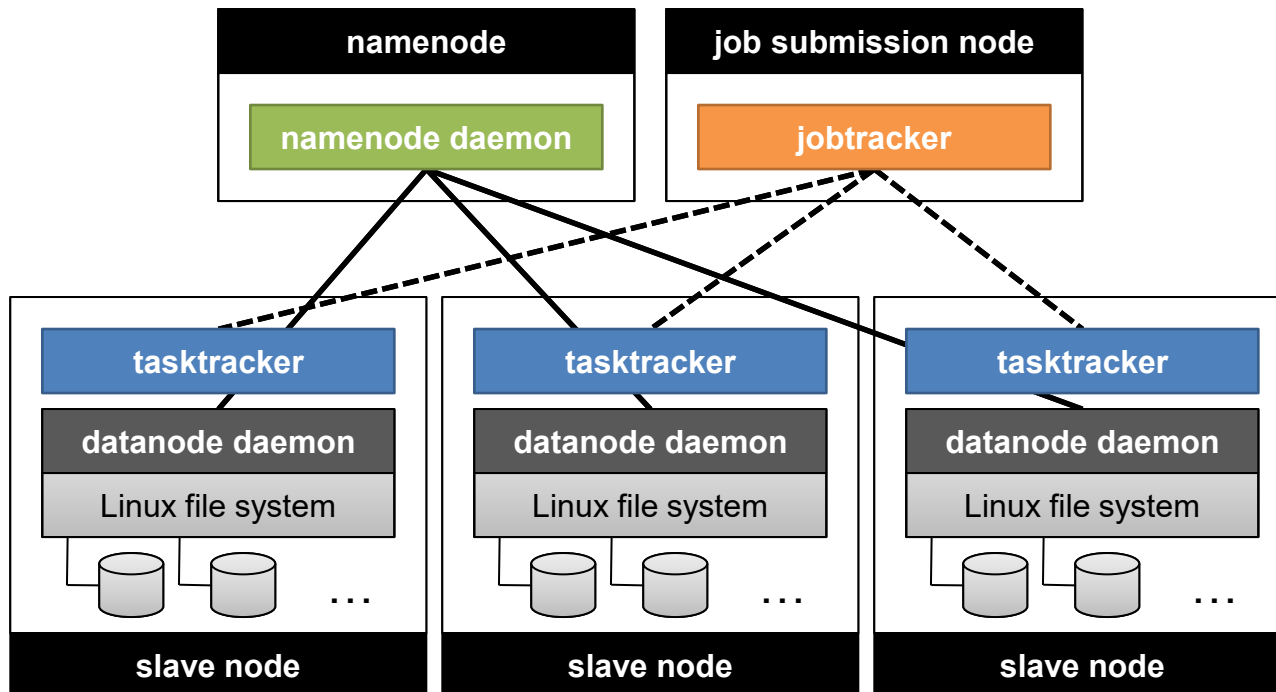 namenode
job submission node
namenode daemon
jobtracker
tasktracker
tasktracker
tasktracker
datanode daemon
datanode daemon
datanode daemon
Linux file system
Linux file system
Linux file system
...
...
...
slave node
slave node
slave node